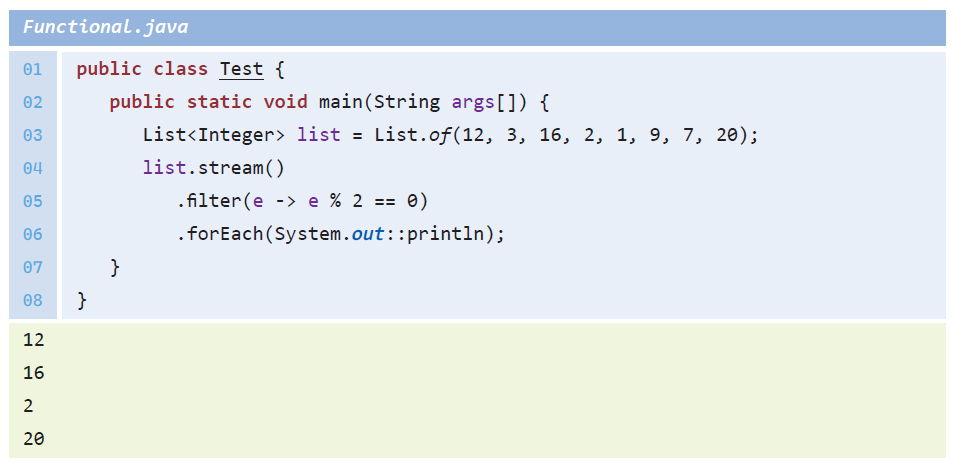 Functional.java
01 public class Test {
02 public static void main(String args[]) {
03 List<Integer> list = List.of(12, 3, 16, 2, 1, 9, 7, 20);
04 list.stream()
05 .filter(e -> e % 2 == 0)
06 .forEach(System.out::println);
07 }
08 }
12
16
2
20